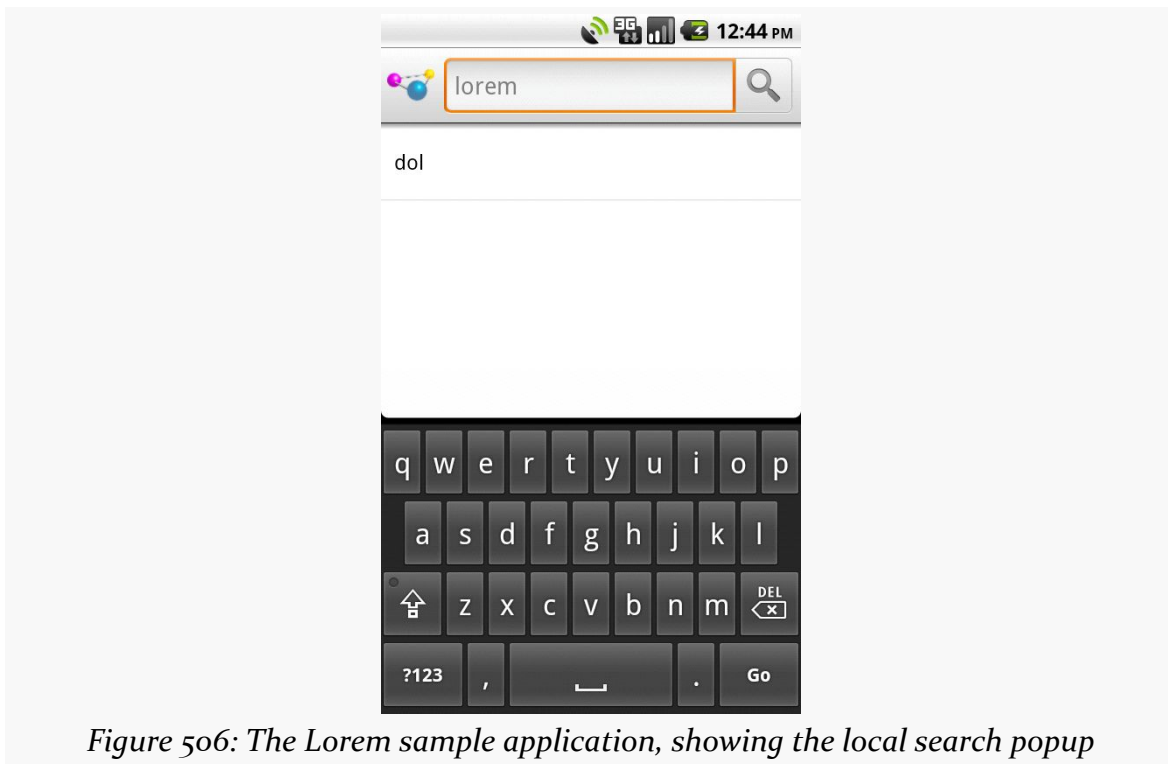 3G 12:44 PM
lorem
dol
q w e r t y u i o p
a s d f g h j k l
z x c v b n m DEL
?123 , . Go
Figure 506: The Lorem sample application, showing the local search popup